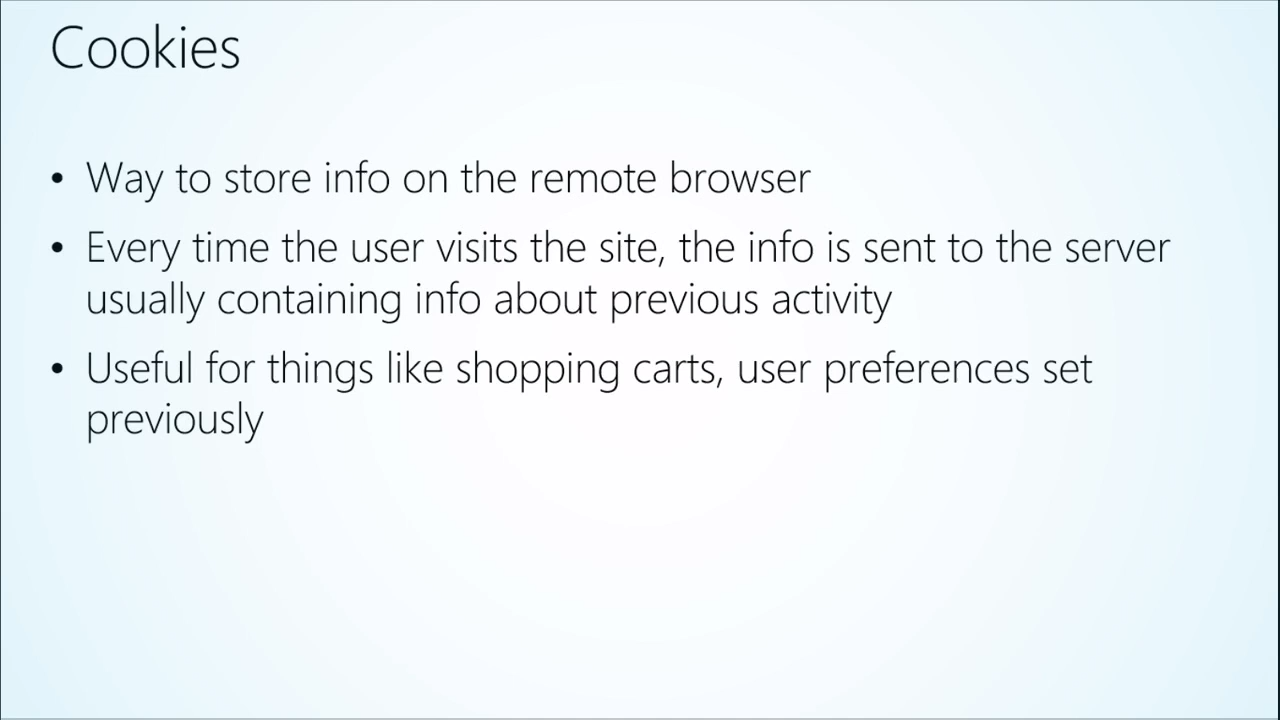 Cookies
• Way to store info on the remote browser
• Every time the user visits the site, the info is sent to the server
usually containing info about previous activity
• Useful for things like shopping carts, user preferences set
previously